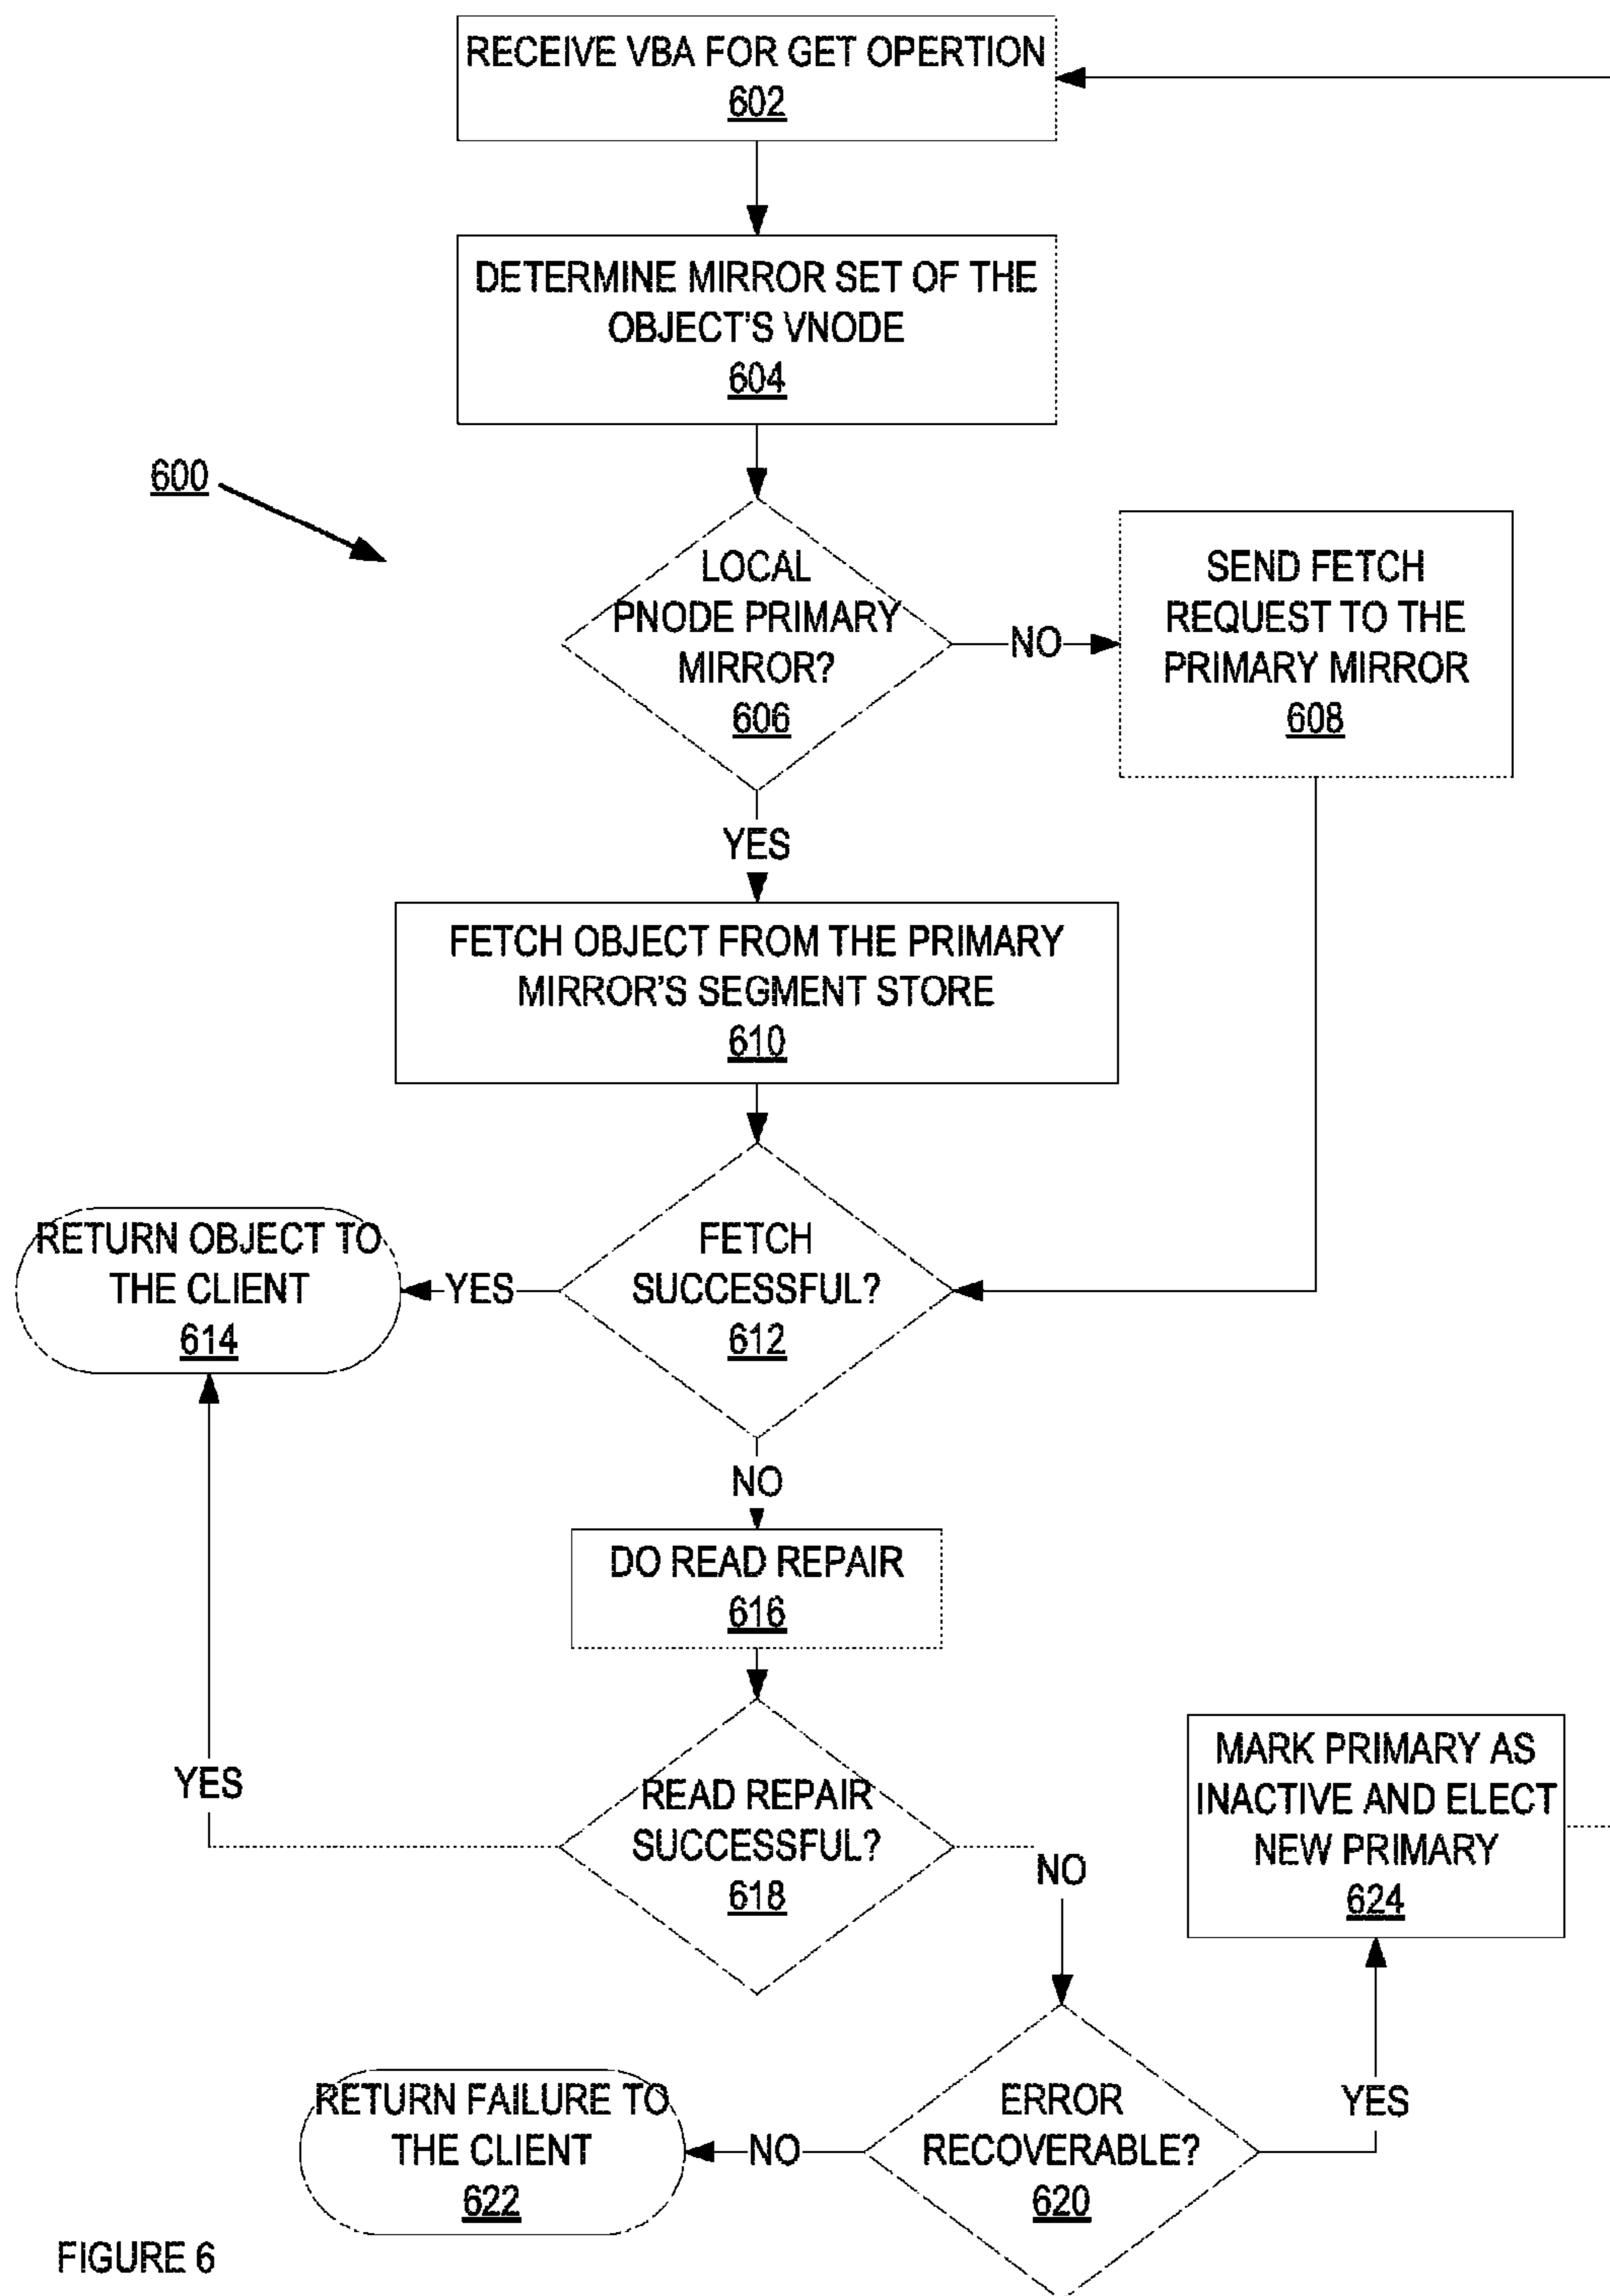 RECEIVE VBA FOR GET OPERTION
602
DETERMINE MIRROR SET OF THE
OBJECT'S VNODE
604
600
LOCAL
PNODE PRIMARY
MIRROR?
606
NO
SEND FETCH
REQUEST TO THE
PRIMARY MIRROR
608
YES
FETCH OBJECT FROM THE PRIMARY
MIRROR'S SEGMENT STORE
610
FETCH
SUCCESSFUL?
612
YES
RETURN OBJECT TO
THE CLIENT
614
NO
DO READ REPAIR
616
READ REPAIR
SUCCESSFUL?
618
YES
NO
MARK PRIMARY AS
INACTIVE AND ELECT
NEW PRIMARY
624
ERROR
RECOVERABLE?
620
YES
NO
RETURN FAILURE TO
THE CLIENT
622
FIGURE 6